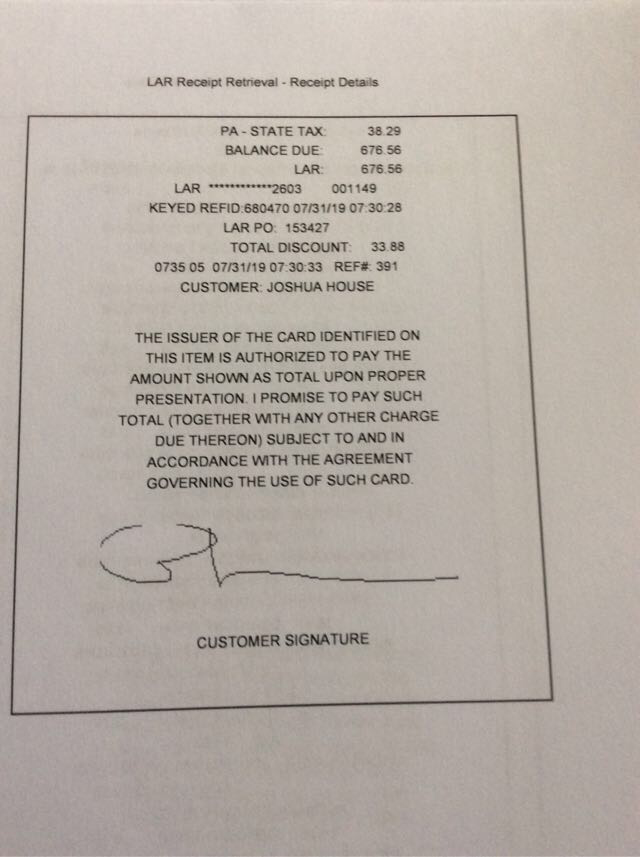 LAR Receipt Retrieval - Receipt Details
PA - STATE TAX: 38.29
BALANCE DUE: 676.56
LAR: 676.56
LAR ************2603 001149
KEYED REFID:680470 07/31/19 07:30:28
LAR PO: 153427
TOTAL DISCOUNT: 33.88
0735 05 07/31/19 07:30:33 REF#: 391
CUSTOMER: JOSHUA HOUSE
THE ISSUER OF THE CARD IDENTIFIED ON
THIS ITEM IS AUTHORIZED TO PAY THE
AMOUNT SHOWN AS TOTAL UPON PROPER
PRESENTATION. I PROMISE TO PAY SUCH
TOTAL (TOGETHER WITH ANY OTHER CHARGE
DUE THEREON) SUBJECT TO AND IN
ACCORDANCE WITH THE AGREEMENT
GOVERNING THE USE OF SUCH CARD.
CUSTOMER SIGNATURE